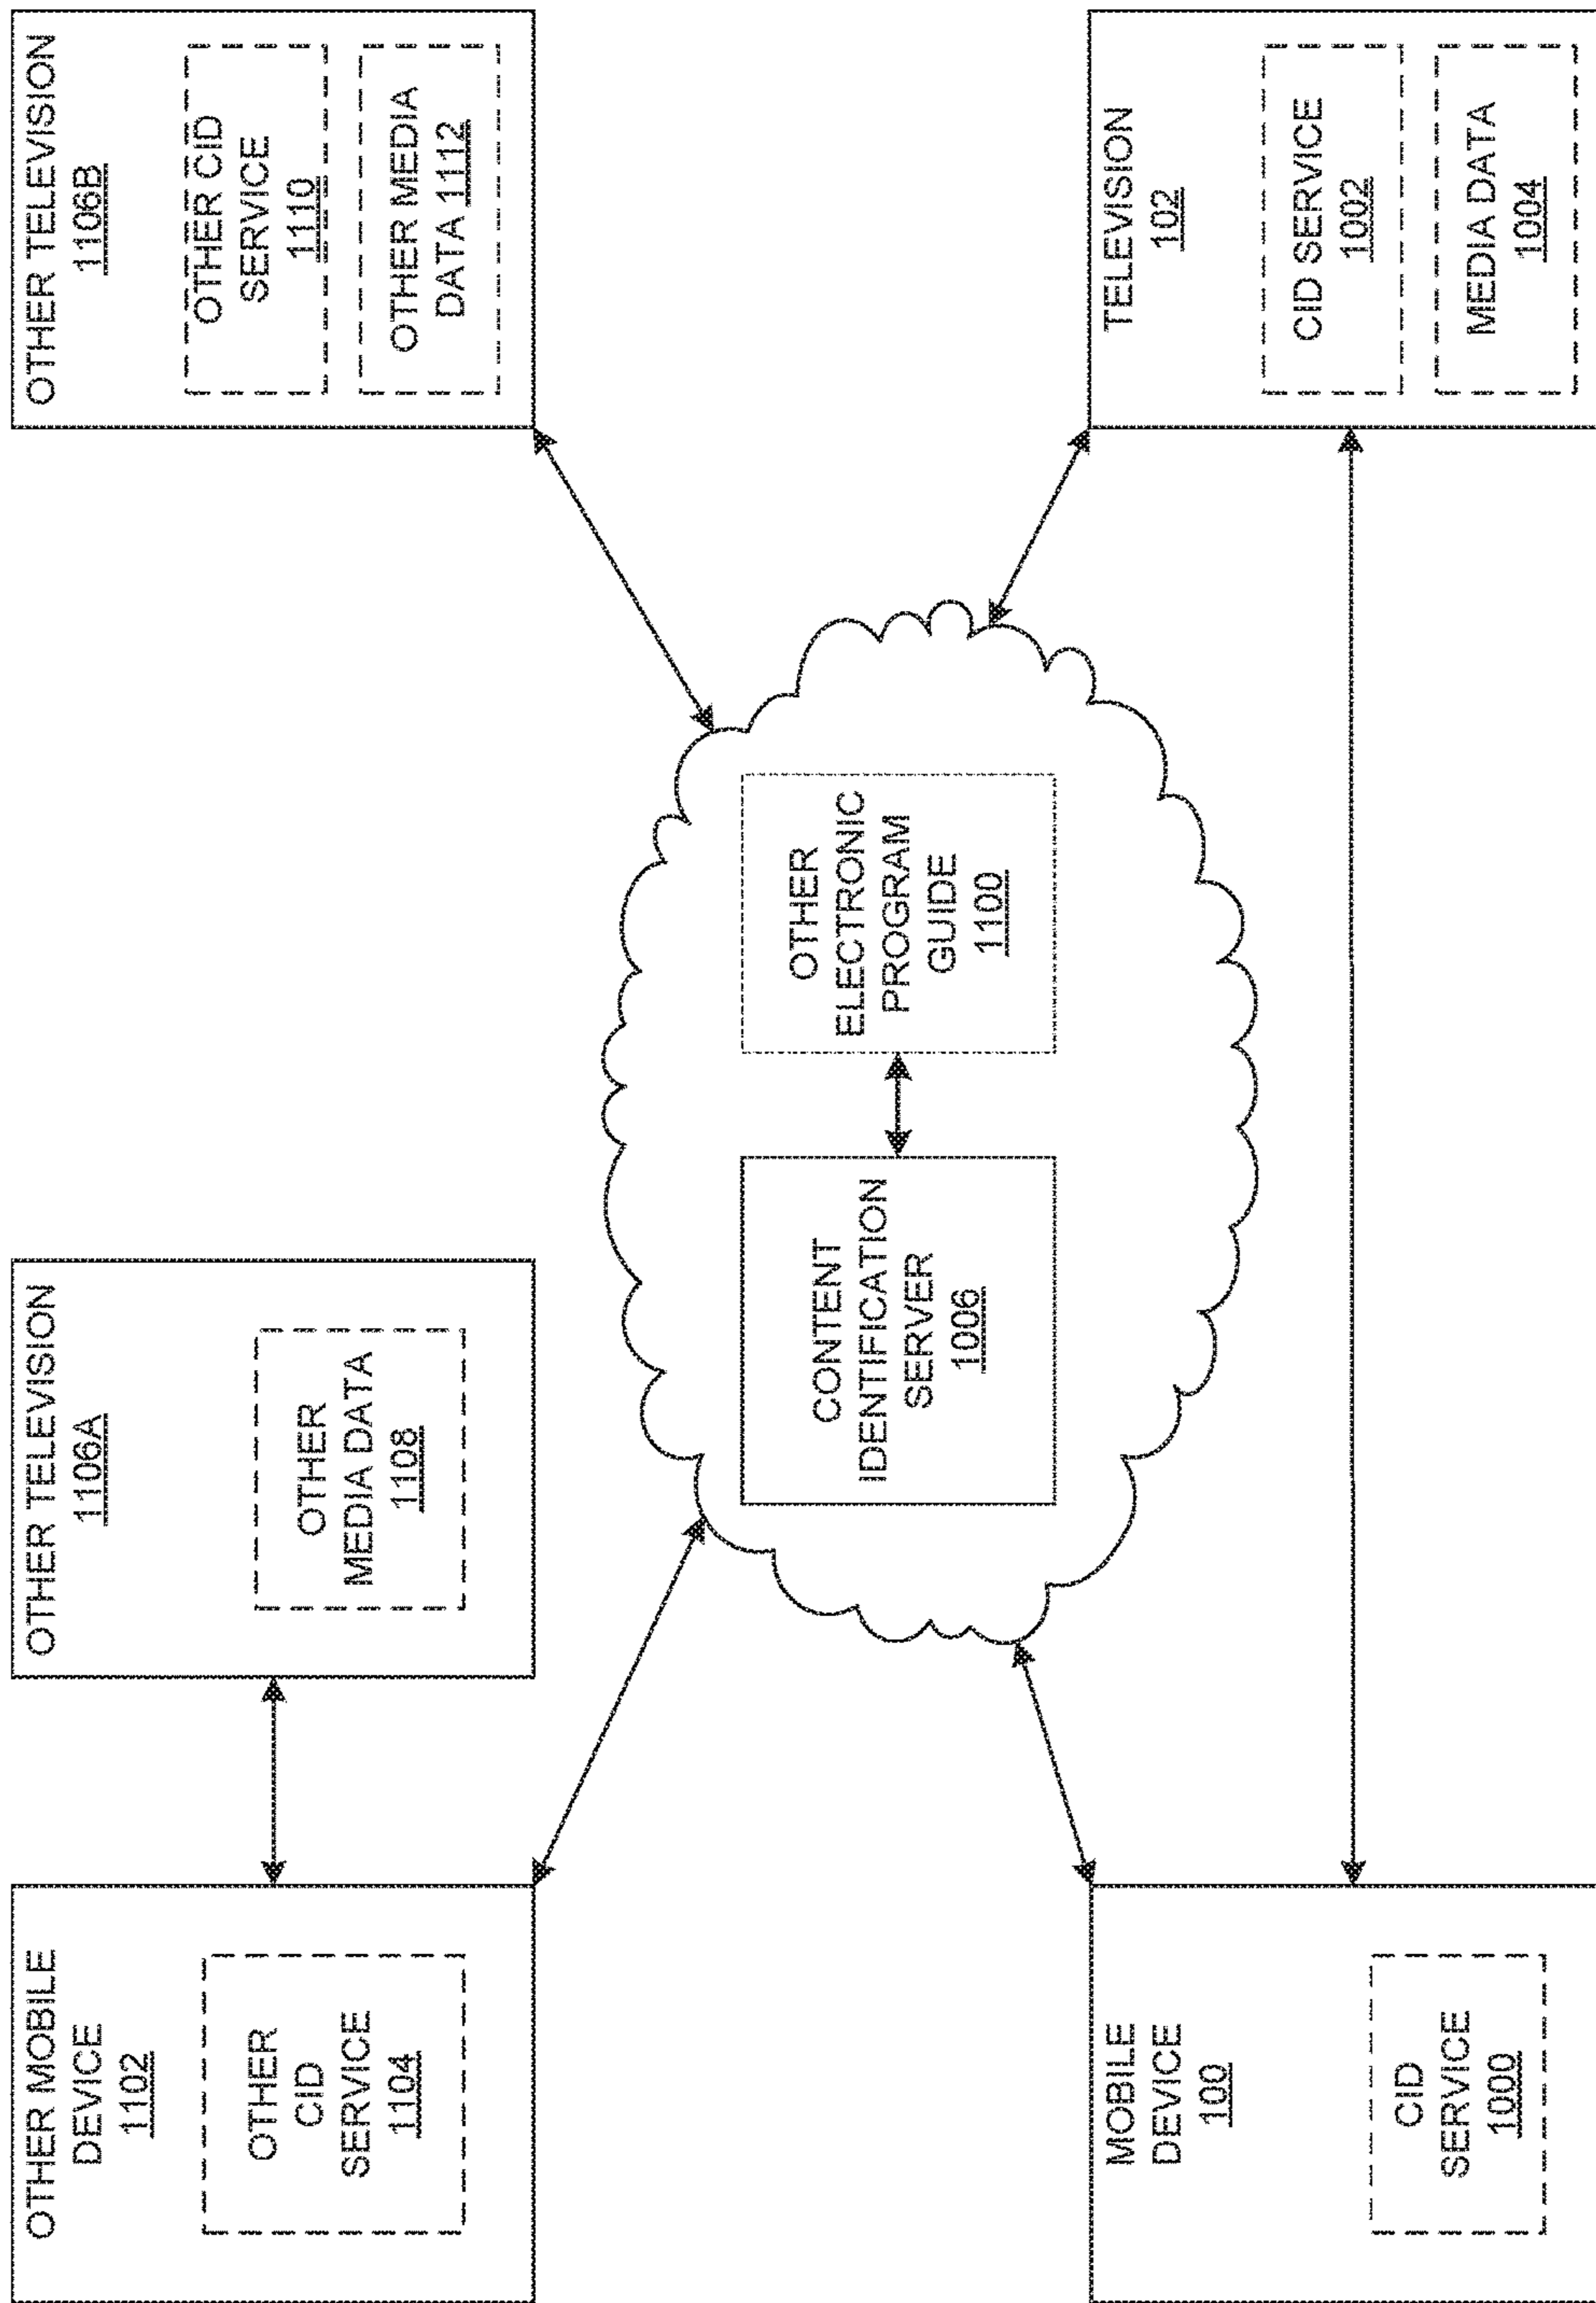 OTHER MOBILE
DEVICE
1102
OTHER
CID
SERVICE
1104
OTHER TELEVISION
1106A
OTHER
MEDIA DATA
1108
OTHER TELEVISION
1106B
OTHER CID
SERVICE
1110
OTHER MEDIA
DATA 1112
CONTENT
IDENTIFICATION
SERVER
1006
OTHER
ELECTRONIC
PROGRAM
GUIDE
1100
MOBILE
DEVICE
100
CID
SERVICE
1000
TELEVISION
102
CID SERVICE
1002
MEDIA DATA
1004